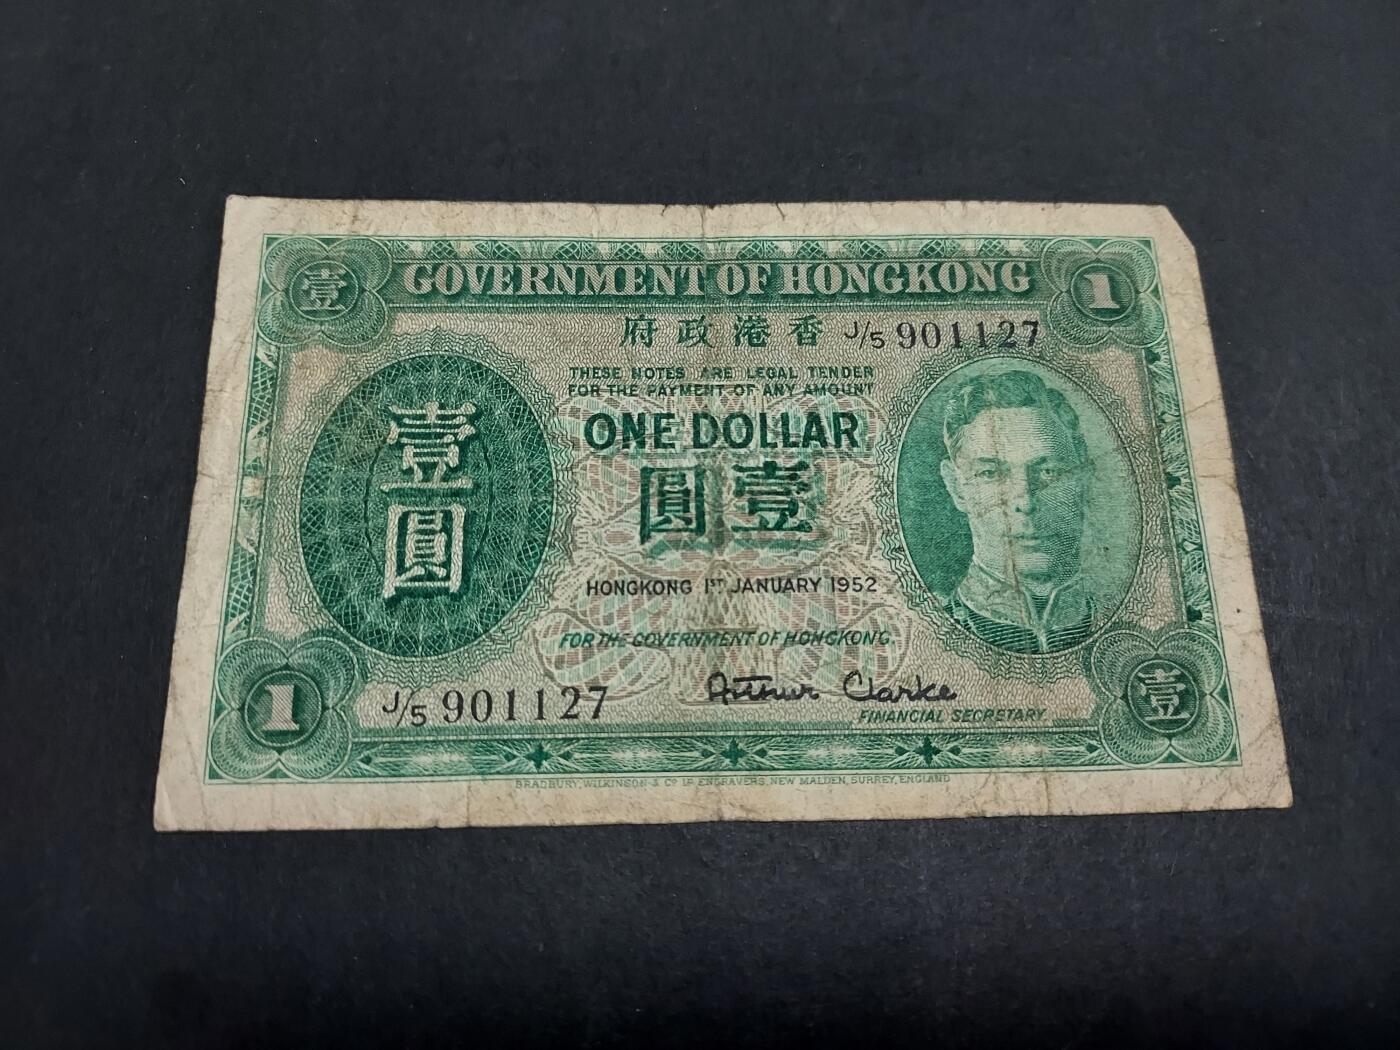 壹 GOVERNMENT OF HONGKONG 1
府政港香 J/5 901127
THESE NOTES ARE LEGAL TENDER
FOR THE PAYMENT OF ANY AMOUNT
ONE DOLLAR
圓壹
壹圓
HONGKONG 1ST JANUARY 1952
FOR THE GOVERNMENT OF HONGKONG
Arthur Clarke
FINANCIAL SECRETARY
1 J/5 901127 壹
BRADBURY, WILKINSON & Co Ld ENGRAVERS, NEW MALDEN, SURREY, ENGLAND